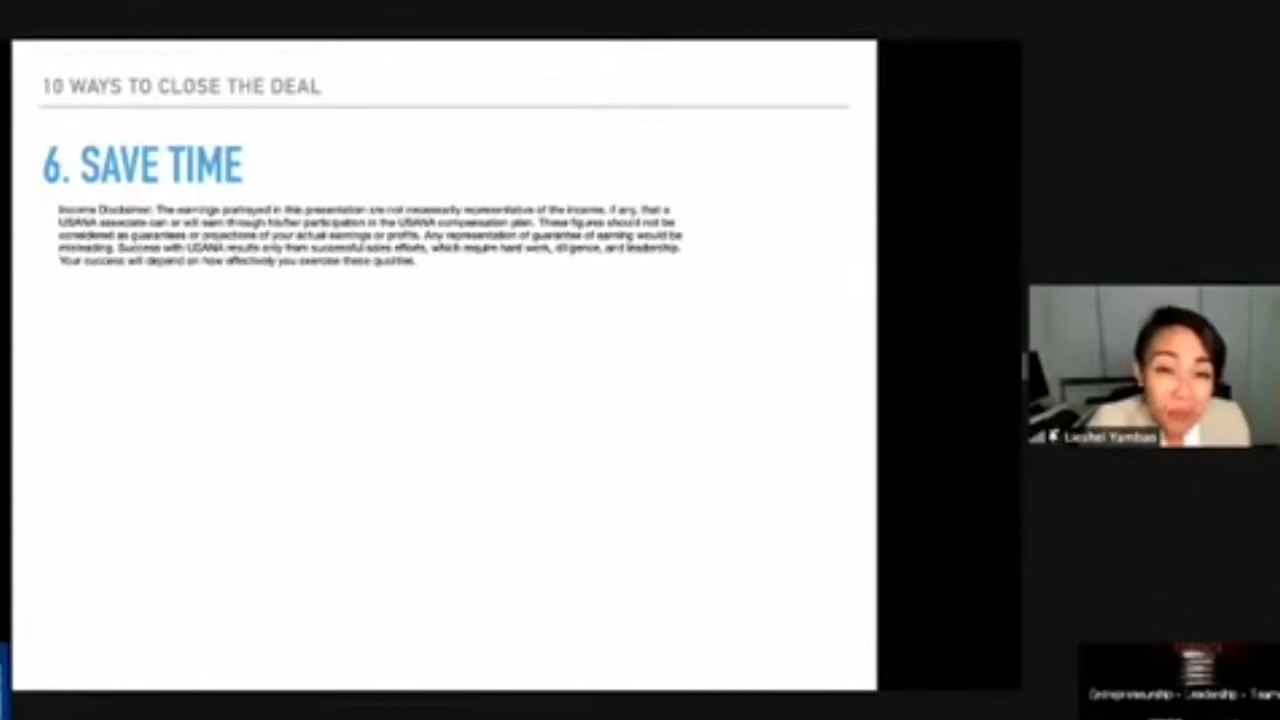 10 WAYS TO CLOSE THE DEAL
6. SAVE TIME
Income Disclaimer: The earnings portrayed in this presentation are not necessarily representative of the income, if any, that a
USANA associate can or will earn through his/her participation in the USANA compensation plan. These figures should not be
considered as guarantees or projections of your actual earnings or profits. Any representation of guarantee of earning would be
misleading. Success with USANA results only from successful sales efforts, which require hard work, diligence, and leadership.
Your success will depend on how effectively you exercise these qualities.
Yambao
Entrepreneurship - Leadership - Team